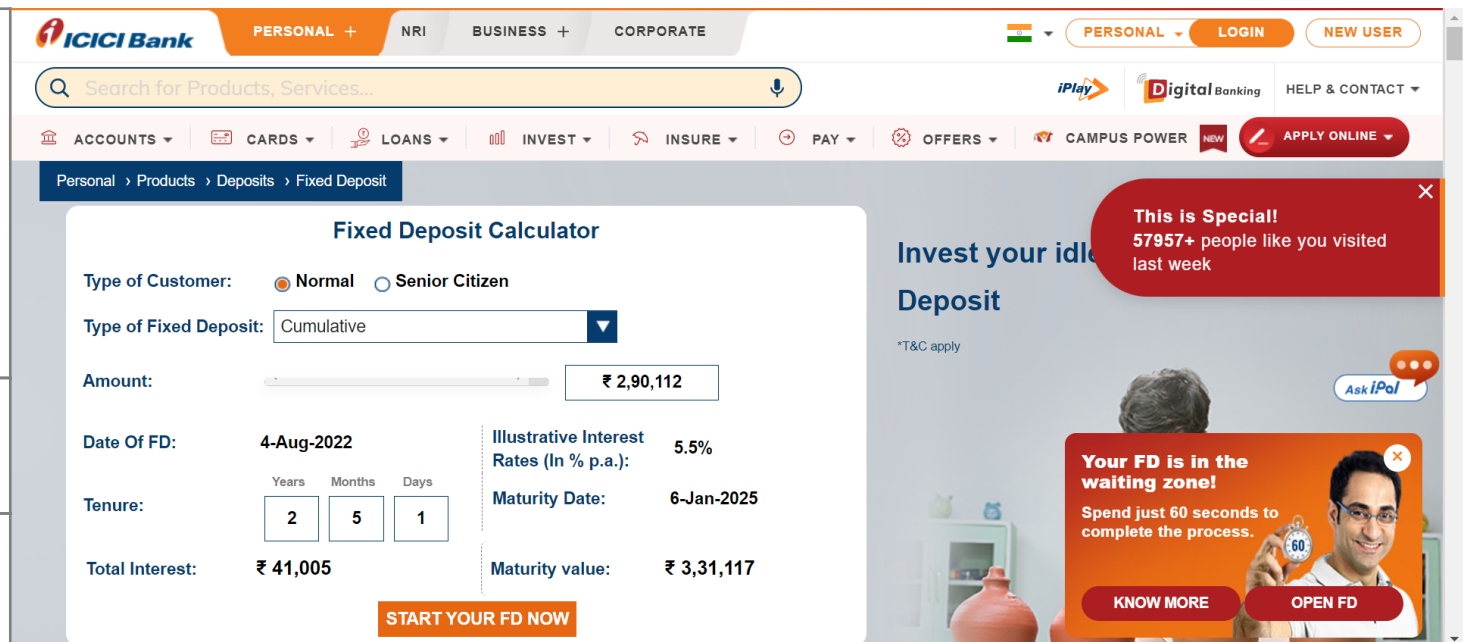 ICICI Bank
PERSONAL +
NRI
BUSINESS +
CORPORATE
PERSONAL
LOGIN
NEW USER
Search for Products, Services...
iPlay
Digital Banking
HELP & CONTACT
ACCOUNTS
CARDS
LOANS
INVEST
INSURE
PAY
OFFERS
CAMPUS POWER NEW
APPLY ONLINE
Personal › Products › Deposits › Fixed Deposit
Fixed Deposit Calculator
Type of Customer: Normal Senior Citizen
Type of Fixed Deposit: Cumulative
Amount: ₹ 2,90,112
Date Of FD: 4-Aug-2022
Illustrative Interest
Rates (In % p.a.): 5.5%
Years Months Days
Tenure: 2 5 1
Maturity Date: 6-Jan-2025
Total Interest: ₹ 41,005
Maturity value: ₹ 3,31,117
START YOUR FD NOW
Invest your
Deposit
*T&C apply
This is Special!
57957+ people like you visited
last week
Ask iPal
Your FD is in the
waiting zone!
Spend just 60 seconds to
complete the process.
60
KNOW MORE
OPEN FD